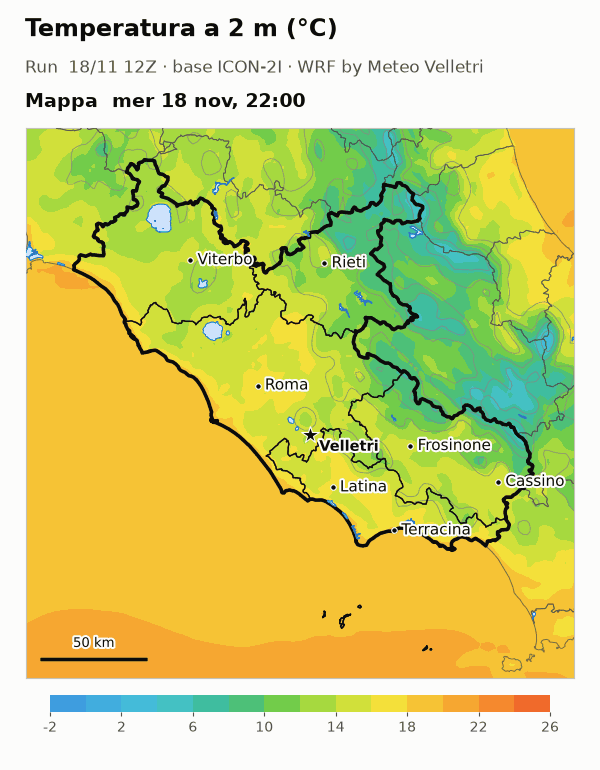 Temperatura a 2 m (°C)
Run  18/11 12Z · base ICON-2I · WRF by Meteo Velletri
Mappa  mer 18 nov, 22:00
Viterbo
Rieti
Roma
Velletri
Frosinone
Latina
Cassino
Terracina
50 km
-2 2 6 10 14 18 22 26